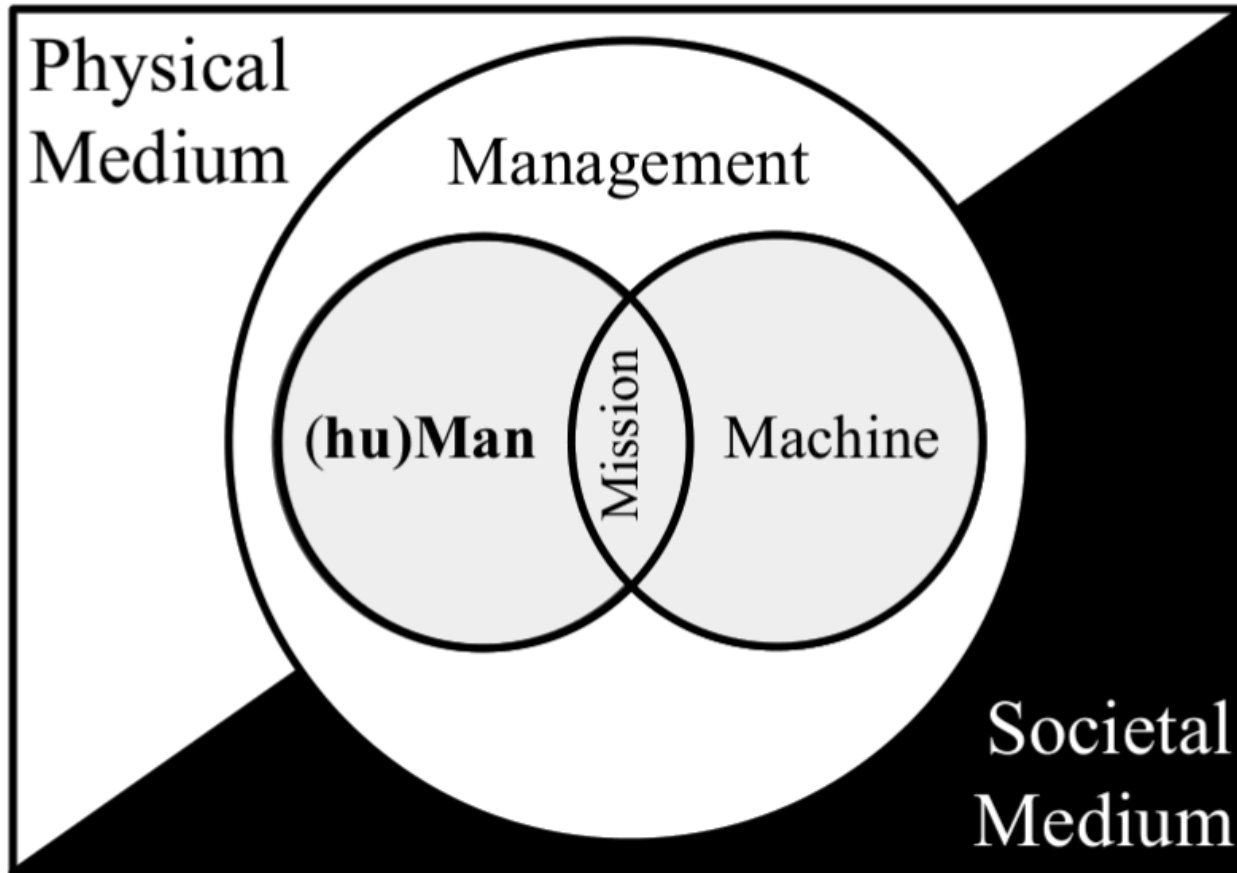 Physical
Medium
Management
(hu)Man
Mission
Machine
Societal
Medium